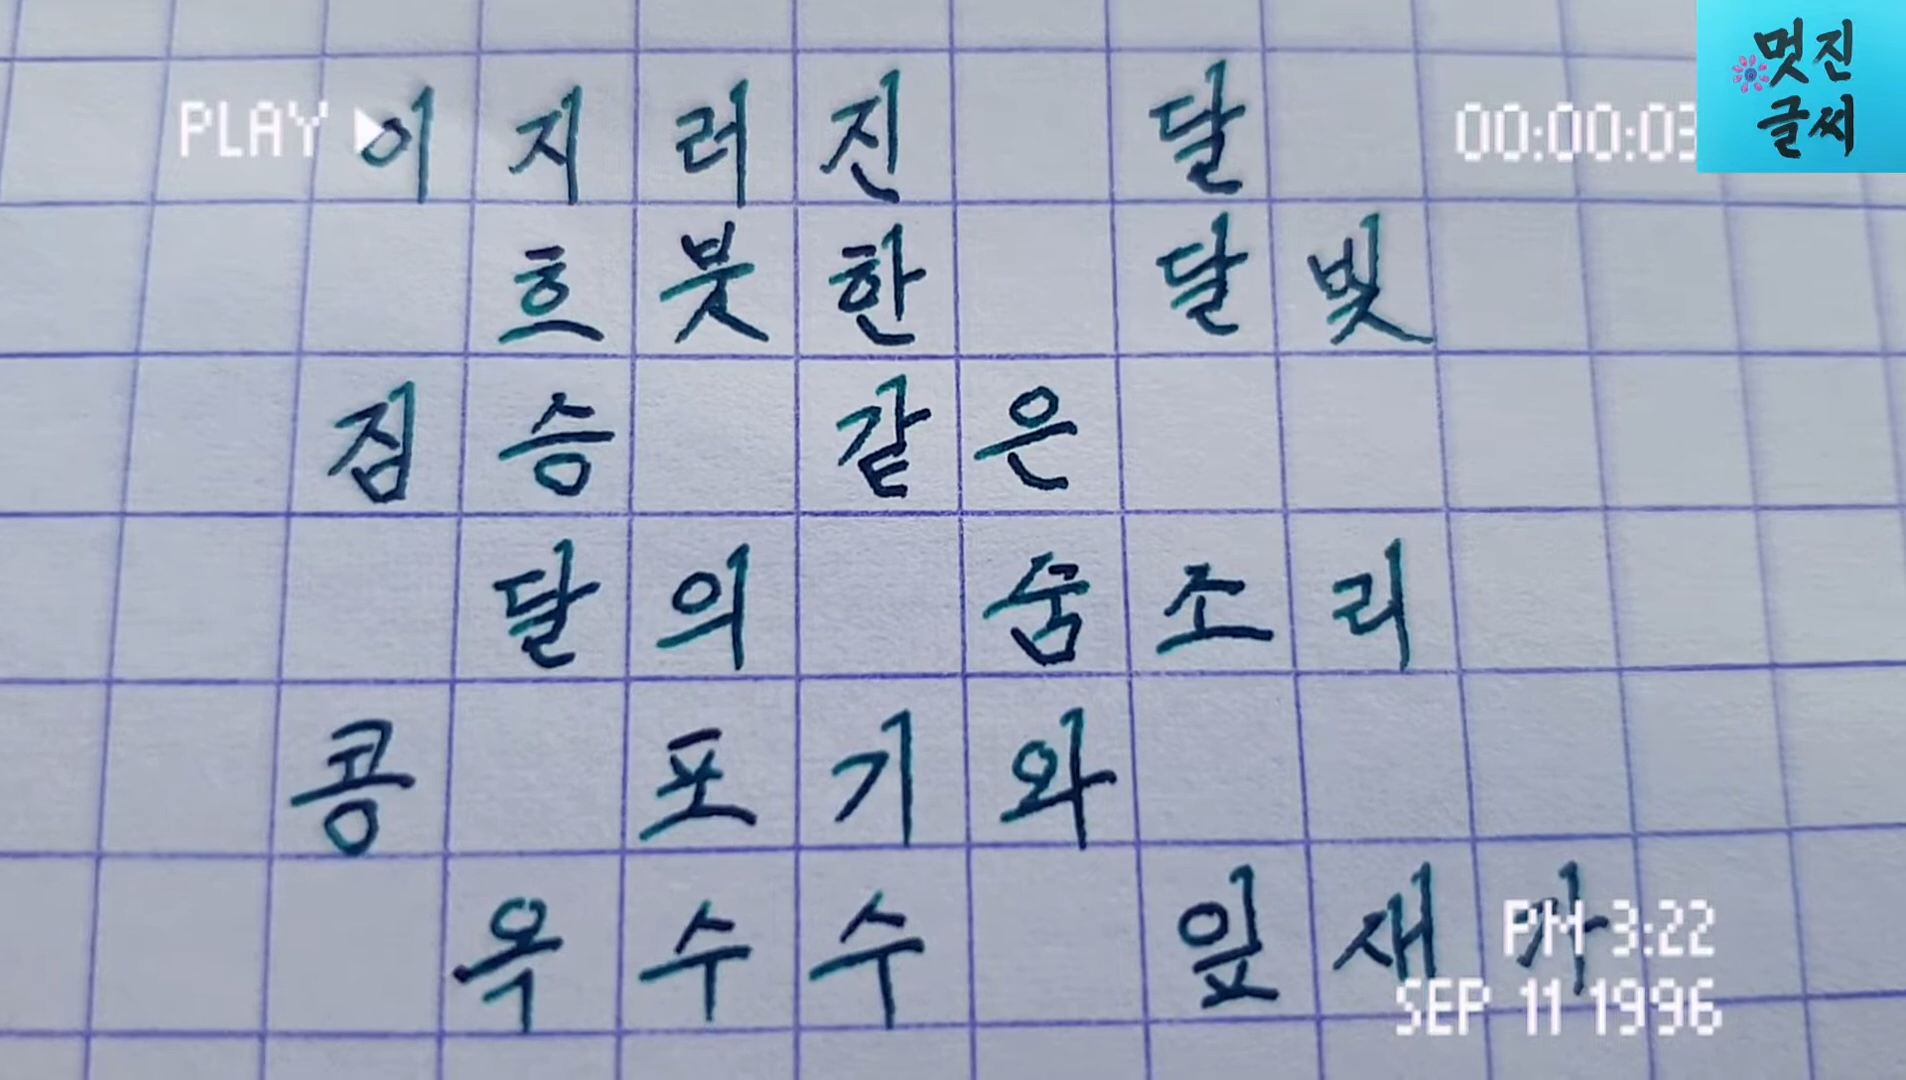 멋진
글씨
PLAY
00:00:03
이지러진 달
흐붓한 달빛
짐승 같은
달의 숨소리
콩 포기와
옥수수 잎새가
PM 3:22
SEP 11 1996